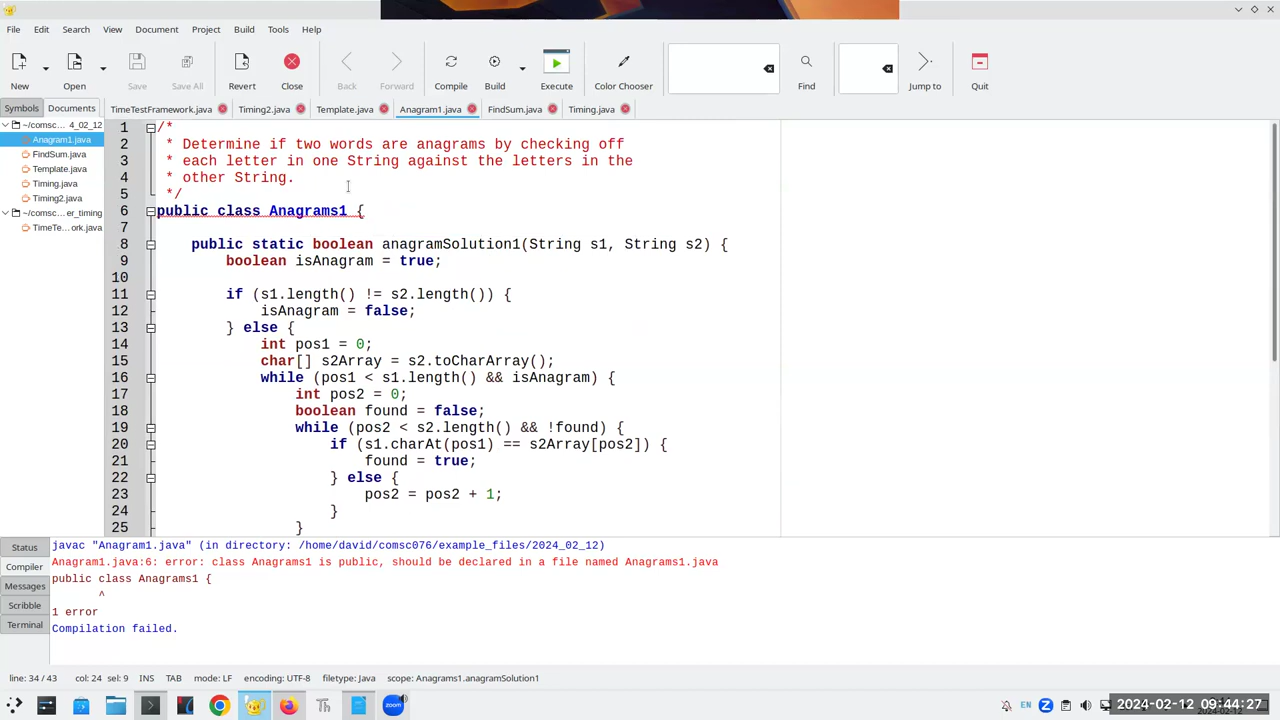 File Edit Search View Document Project Build Tools Help
New Open Save Save All Revert Close Back Forward Compile Build Execute Color Chooser Find Jump to Quit
Symbols Documents TimeTestFramework.java Timing2.java Template.java Anagram1.java FindSum.java Timing.java
~/comsc... 4_02_12
Anagram1.java
FindSum.java
Template.java
Timing.java
Timing2.java
~/comsc... er_timing
TimeTe...ork.java
1 /*
2 * Determine if two words are anagrams by checking off
3 * each letter in one String against the letters in the
4 * other String.
5 */
6 public class Anagrams1 {
7
8 public static boolean anagramSolution1(String s1, String s2) {
9 boolean isAnagram = true;
10
11 if (s1.length() != s2.length()) {
12 isAnagram = false;
13 } else {
14 int pos1 = 0;
15 char[] s2Array = s2.toCharArray();
16 while (pos1 < s1.length() && isAnagram) {
17 int pos2 = 0;
18 boolean found = false;
19 while (pos2 < s2.length() && !found) {
20 if (s1.charAt(pos1) == s2Array[pos2]) {
21 found = true;
22 } else {
23 pos2 = pos2 + 1;
24 }
25 }
Status
Compiler
Messages
Scribble
Terminal
javac "Anagram1.java" (in directory: /home/david/comsc076/example_files/2024_02_12)
Anagram1.java:6: error: class Anagrams1 is public, should be declared in a file named Anagrams1.java
public class Anagrams1 {
^
1 error
Compilation failed.
line: 34 / 43 col: 24 sel: 9 INS TAB mode: LF encoding: UTF-8 filetype: Java scope: Anagrams1.anagramSolution1
Th zoom EN 2024-02-12 09:44:27